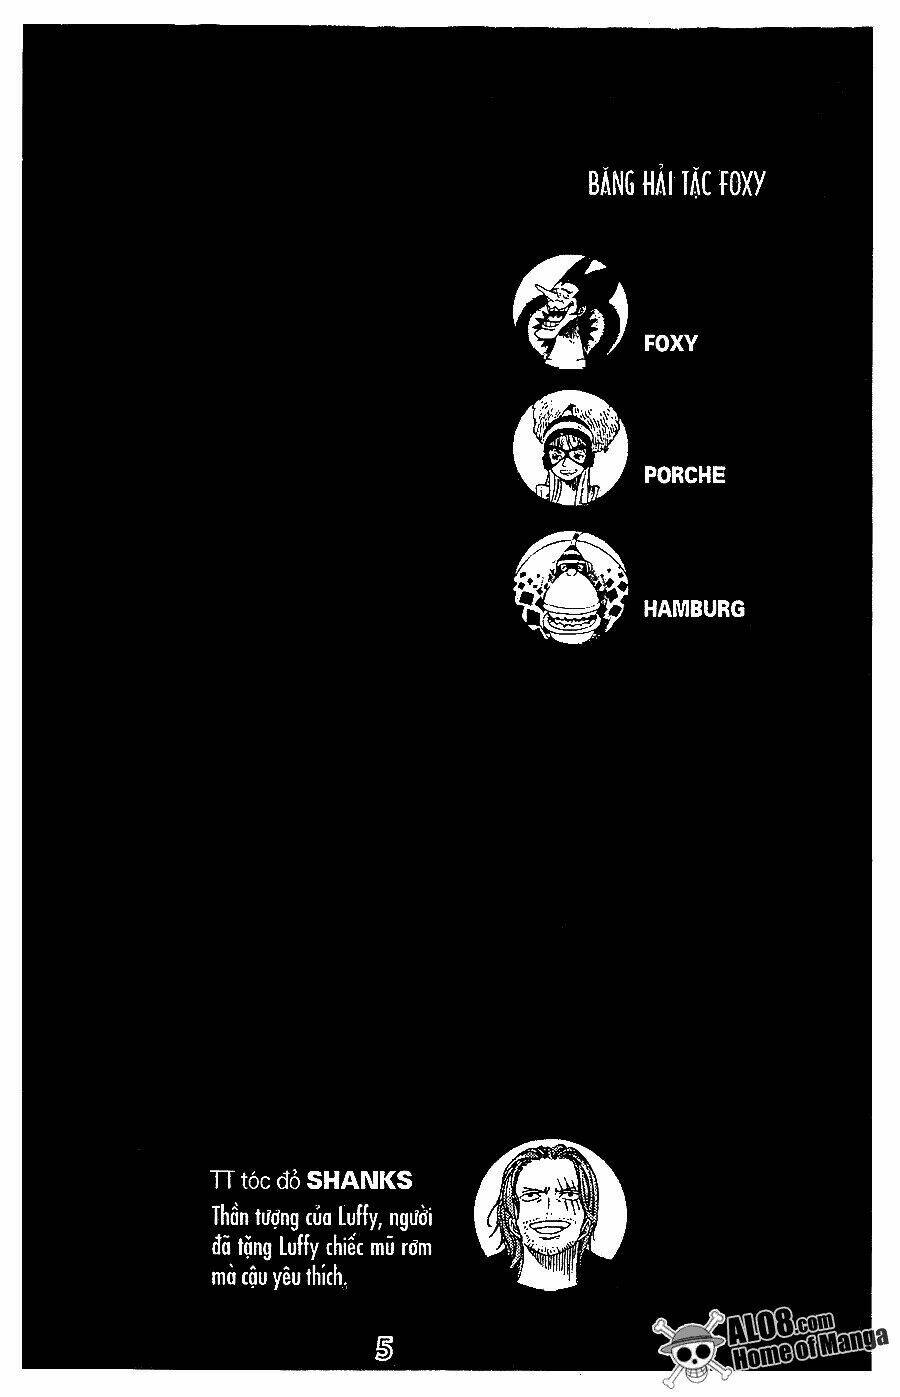 BĂNG HẢI TẶC FOXY
FOXY
PORCHE
HAMBURG
TT tóc đỏ SHANKS
Thần tượng của Luffy, người
đã tặng Luffy chiếc mũ rơm
mà cậu yêu thích.
5
ALO8.com
Home of Manga